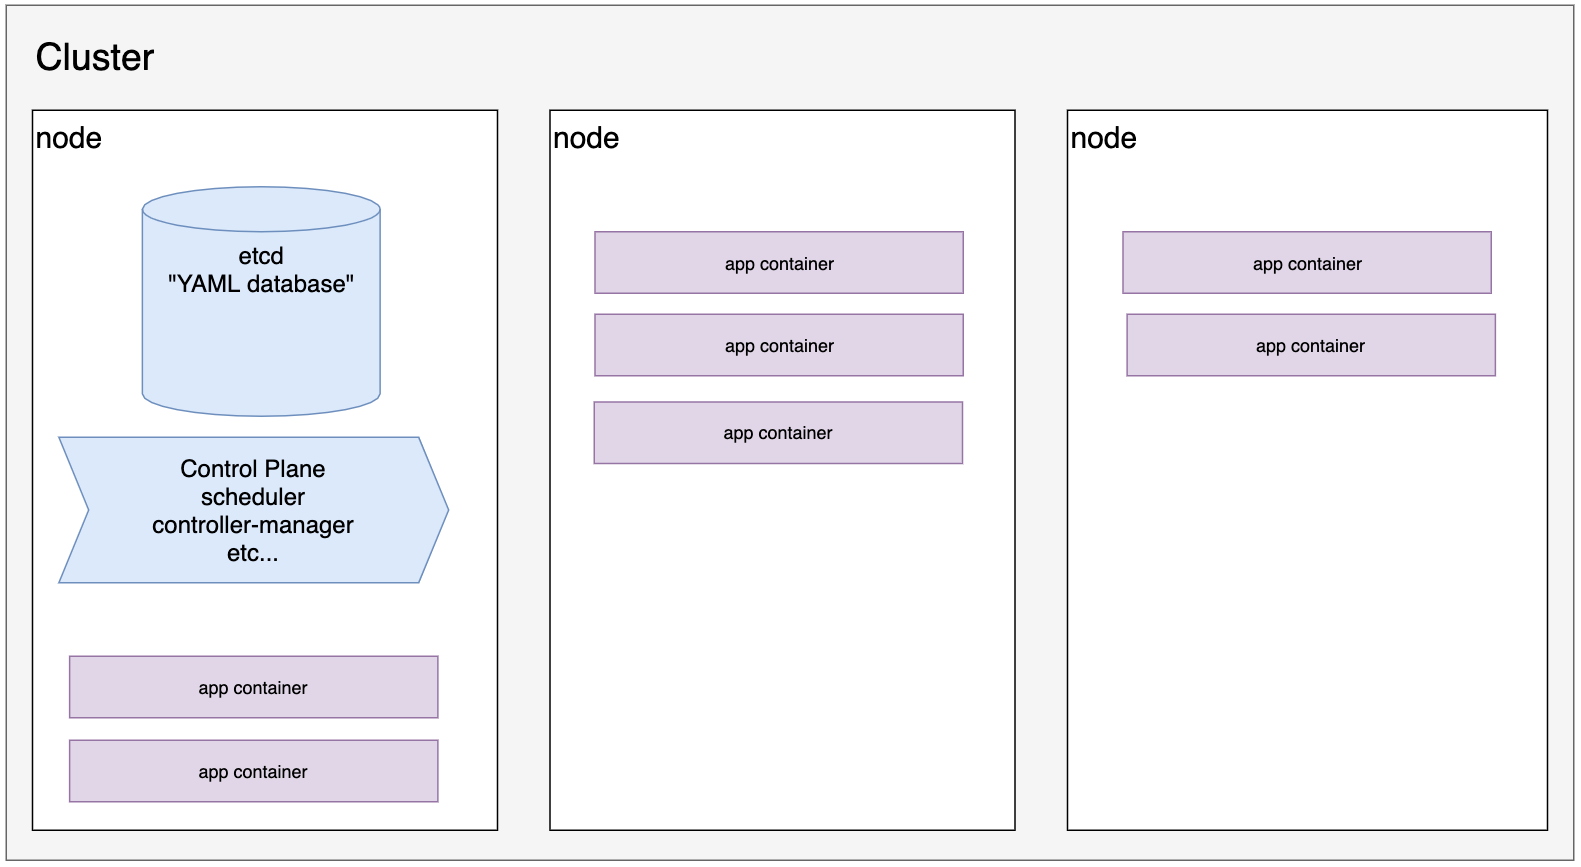 Cluster
node
etcd
"YAML database"
Control Plane
scheduler
controller-manager
etc...
app container
app container
node
app container
app container
app container
node
app container
app container